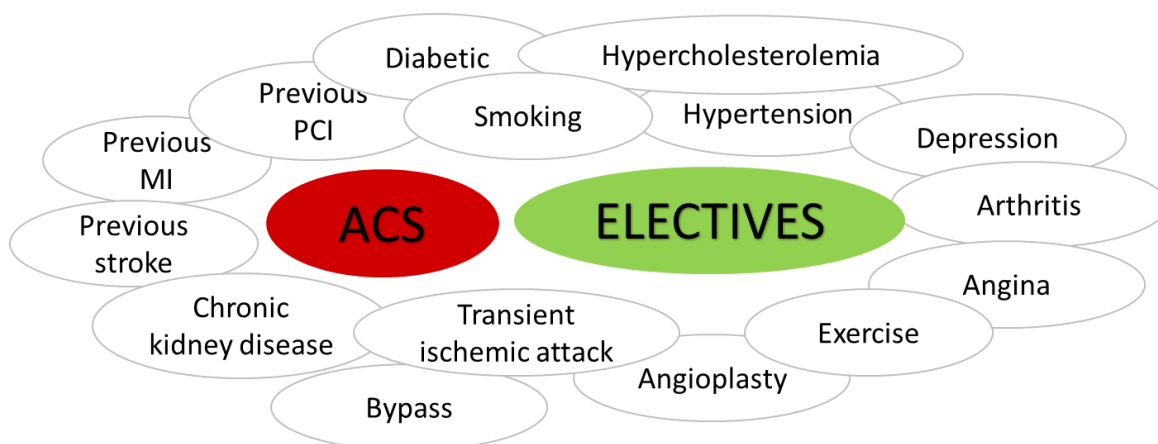 Diabetic
Hypercholesterolemia
Previous
PCI
Smoking
Hypertension
Depression
Previous
MI
ACS
ELECTIVES
Arthritis
Previous
stroke
Angina
Chronic
kidney disease
Transient
ischemic attack
Exercise
Angioplasty
Bypass